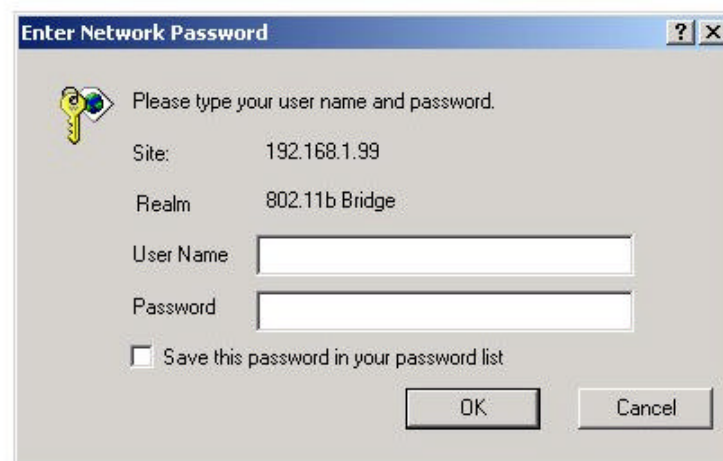 Enter Network Password
Please type your user name and password.
Site: 192.168.1.99
Realm 802.11b Bridge
User Name
Password
Save this password in your password list
OK Cancel